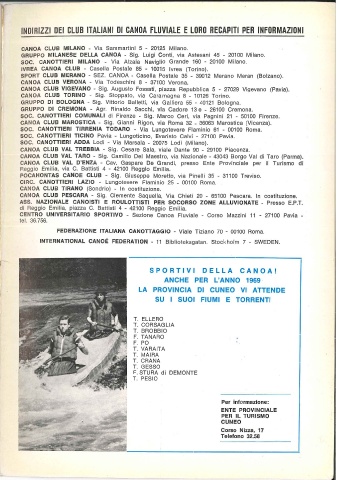 INDIRIZZI DEI CLUB ITALIANI DI CANOA FLUVIALE E LORO RECAPITI PER INFORMAZIONI
CANOA CLUB MILANO - Via Sanmartini 5 - 20125 Milano.
GRUPPO MILANESE DELLA CANOA - Sig. Luigi Conti, via Astesani 45 - 20100 Milano.
SOC. CANOTTIERI MILANO - Via Alzaia Naviglio Grande 160 - 20100 Milano.
IVREA CANOA CLUB - Casella Postale 85 - 10015 Ivrea (Torino).
SPORT CLUB MERANO - SEZ. CANOA - Casella Postale 35 - 39012 Merano Meran (Bolzano).
CANOA CLUB VERONA - Via Todeschini 6 - 37100 Verona.
CANOA CLUB VIGEVANO - Sig. Augusto Fossati, piazza Repubblica 5 - 27029 Vigevano (Pavia).
CANOA CLUB TORINO - Sig. Stoppato, via Caramagna 8 - 10126 Torino.
GRUPPO DI BOLOGNA - Sig. Vittorio Belletti, via Galliera 55 - 40121 Bologna.
GRUPPO DI CREMONA - Agr. Rinaldo Sacchi, via Cadore 13 e - 26100 Cremona.
SOC. CANOTTIERI COMUNALI di Firenze - Sig. Marco Ceri, via Pagnini 21 - 50100 Firenze.
CANOA CLUB MAROSTICA - Sig. Gianni Rigon, via Roma 32 - 36063 Marostica (Vicenza).
SOC. CANOTTIERI TIRRENIA TODARO - Via Lungotevere Flaminio 61 - 00100 Roma.
SOC. CANOTTIERI TICINO Pavia - Lungoticino, Enaristo Calici - 27100 Pavia.
SOC. CANOTTIERI ADDA Lodi - Via Marsala - 20075 Lodi (Milano).
CANOA CLUB VAL TREBBIA - Sig. Cesare Sala, viale Dante 90 - 29100 Piacenza.
CANOA CLUB VAL TARO - Sig. Camillo Del Maestro, via Nazionale - 43043 Borgo Val di Taro (Parma).
CANOA CLUB VAL D'ENZA - Cav. Gaspare De Grandi, presso Ente Provinciale per il Turismo di
Reggio Emilia, via C. Battisti 4 - 42100 Reggio Emilia.
POCAHONTAS CANOE CLUB - Sig. Giuseppe Moretto, via Pinelli 35 - 31100 Treviso.
CIRC. CANOTTIERI LAZIO - Lungotevere Flaminio 25 - 00100 Roma.
CANOA CLUB TIRANO (Sondrio) - In costituzione.
CANOA CLUB PESCARA - Sig. Clemente Saquella, Via Chieti 20 - 65100 Pescara. In costituzione.
ASS. NAZIONALE CANOISTI E ROULOTTISTI PER SOCCORSO ZONE ALLUVIONATE - Presso E.P.T.
di Reggio Emilia, piazza C. Battisti 4 - 42100 Reggio Emilia.
CENTRO UNIVERSITARIO SPORTIVO - Sezione Canoa Fluviale - Corso Mazzini 11 - 27100 Pavia -
tel. 36.756.
FEDERAZIONE ITALIANA CANOTTAGGIO - Viale Tiziano 70 - 00100 Roma.
INTERNATIONAL CANOE FEDERATION - 11 Biblioteksgatan. Stockholm 7 - SWEDEN.
SPORTIVI DELLA CANOA!
ANCHE PER L'ANNO 1969
LA PROVINCIA DI CUNEO VI ATTENDE
SU I SUOI FIUMI E TORRENTI
T. ELLERO
T. CORSAGLIA
T. BROBBIO
F. TANARO
F. PO
T. VARAITA
T. MAIRA
T. GRANA
T. GESSO
F. STURA di DEMONTE
T. PESIO
Per informazione:
ENTE PROVINCIALE
PER IL TURISMO
CUNEO
Corso Nizza, 17
Telefono 32.58